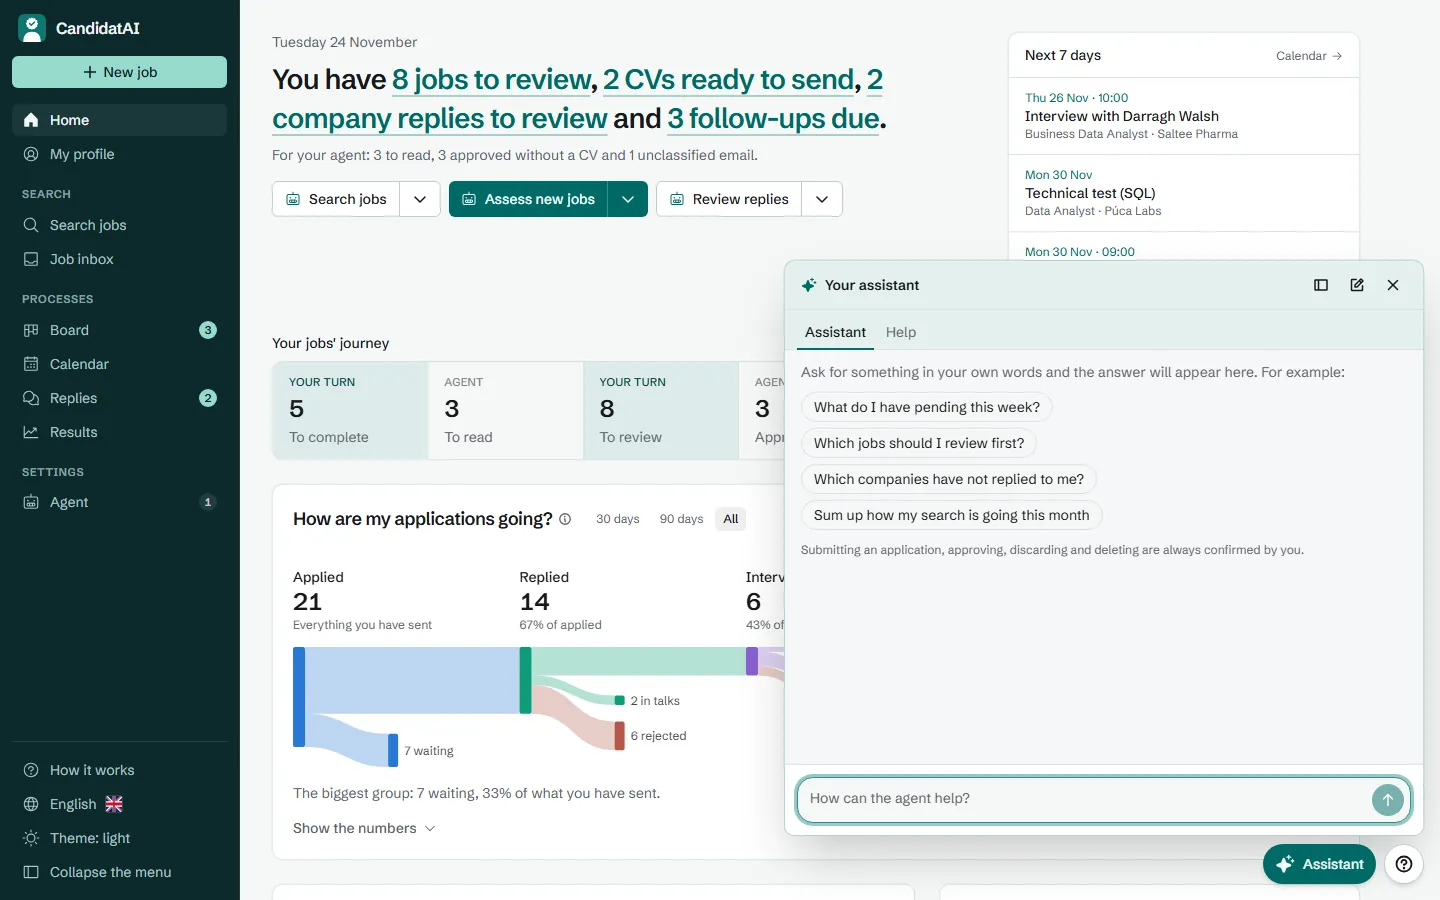 CandidatAI
New job
Home
My profile
SEARCH
Search jobs
Job inbox
PROCESSES
Board 3
Calendar
Replies 2
Results
SETTINGS
Agent 1
How it works
English
Theme: light
Collapse the menu
Tuesday 24 November
You have 8 jobs to review, 2 CVs ready to send, 2
company replies to review and 3 follow-ups due.
For your agent: 3 to read, 3 approved without a CV and 1 unclassified email.
Search jobs
Assess new jobs
Review replies
Next 7 days
Calendar →
Thu 26 Nov · 10:00
Interview with Darragh Walsh
Business Data Analyst · Saltee Pharma
Mon 30 Nov
Technical test (SQL)
Data Analyst · Púca Labs
Mon 30 Nov · 09:00
Your jobs' journey
YOUR TURN
5
To complete
AGENT
3
To read
YOUR TURN
8
To review
3
How are my applications going?
30 days
90 days
All
Applied
21
Everything you have sent
Replied
14
67% of applied
6
43% of
7 waiting
2 in talks
6 rejected
The biggest group: 7 waiting, 33% of what you have sent.
Show the numbers
Your assistant
Assistant
Help
Ask for something in your own words and the answer will appear here. For example:
What do I have pending this week?
Which jobs should I review first?
Which companies have not replied to me?
Sum up how my search is going this month
Submitting an application, approving, discarding and deleting are always confirmed by you.
How can the agent help?
Assistant